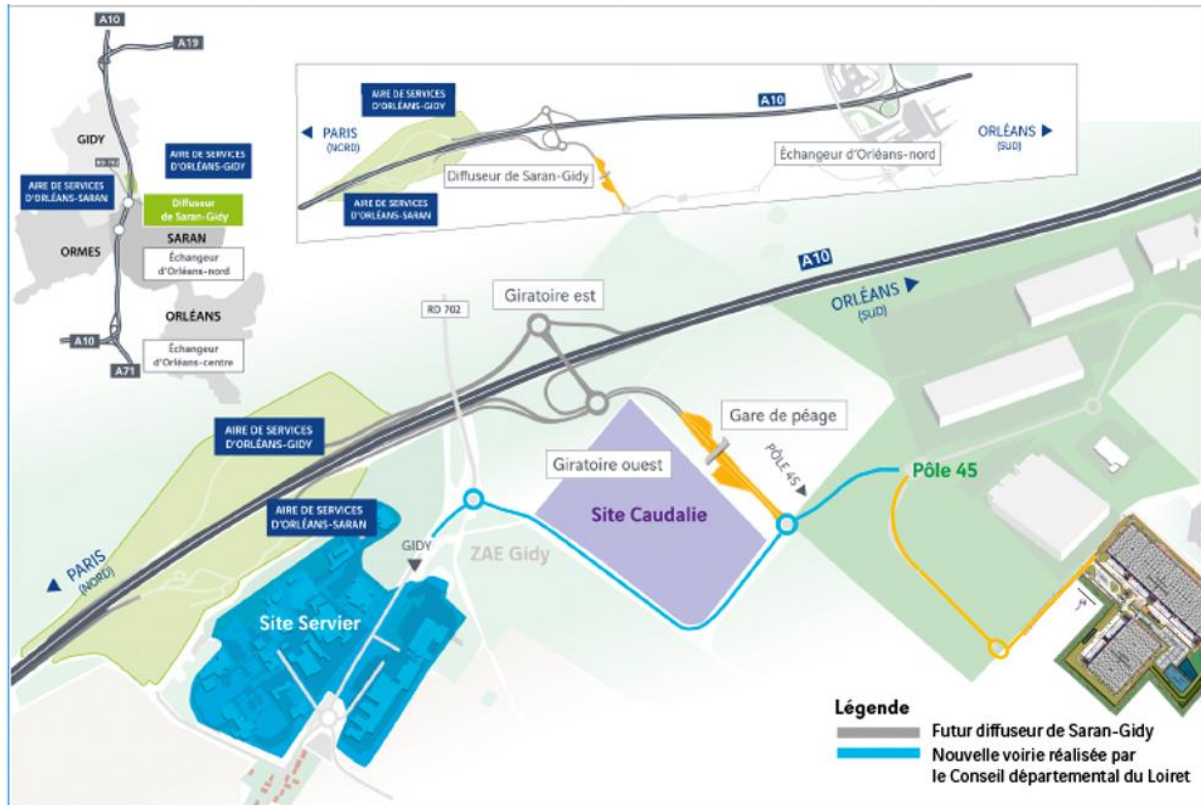 A10
A19
GIDY
RD 702
AIRE DE SERVICES
D'ORLÉANS-GIDY
AIRE DE SERVICES
D'ORLÉANS-SARAN
Diffuseur
de Saran-Gidy
ORMES
SARAN
Échangeur
d'Orléans-nord
ORLÉANS
A10
Échangeur
d'Orléans-centre
A71
AIRE DE SERVICES
D'ORLÉANS-GIDY
A10
◄ PARIS
(NORD)
ORLÉANS ►
(SUD)
Échangeur d'Orléans-nord
Diffuseur de Saran-Gidy
AIRE DE SERVICES
D'ORLÉANS-SARAN
A10
ORLÉANS ►
(SUD)
Giratoire est
RD 702
Gare de péage
AIRE DE SERVICES
D'ORLÉANS-GIDY
Giratoire ouest
PÔLE 45 ►
Pôle 45
AIRE DE SERVICES
D'ORLÉANS-SARAN
Site Caudalie
GIDY
ZAE Gidy
◄ PARIS
(NORD)
Site Servier
Légende
Futur diffuseur de Saran-Gidy
Nouvelle voirie réalisée par
le Conseil départemental du Loiret